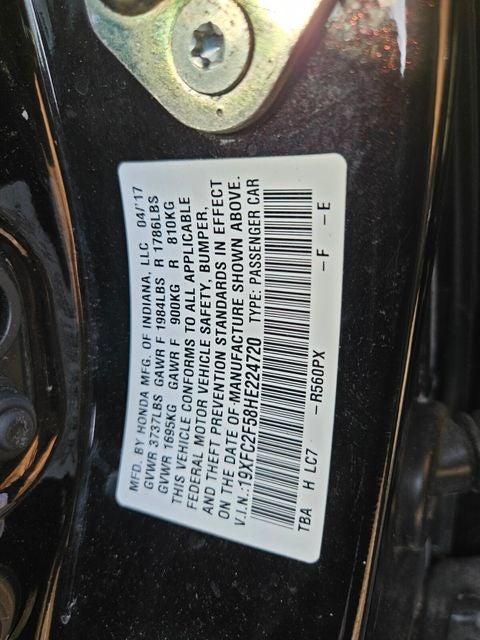 MFD. BY HONDA MFG. OF INDIANA, LLC 04/'17
GVWR 3737LBS GAWR F 1984LBS R 1786LBS
GVWR 1695KG GAWR F 900KG R 810KG
THIS VEHICLE CONFORMS TO ALL APPLICABLE
FEDERAL MOTOR VEHICLE SAFETY, BUMPER,
AND THEFT PREVENTION STANDARDS IN EFFECT
ON THE DATE OF MANUFACTURE SHOWN ABOVE.
V.I.N.:19XFC2F58HE224720 TYPE: PASSENGER CAR
TBA H LC7 -R560PX -F -E